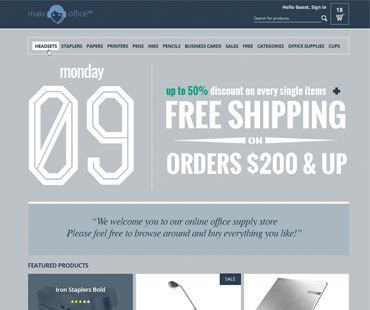 makr office™
Hello Guest, Sign in
18
Search for products
HEADSETS STAPLERS PAPERS PRINTERS PENS INKS PENCILS BUSINESS CARDS SALES FREE CATEGORIES OFFICE SUPPLIES CUPS
monday
09
up to 50% discount on every single items +
FREE SHIPPING
ON
ORDERS $200 & UP
“We welcome you to our online office supply store
Please feel free to browse around and buy everything you like!”
FEATURED PRODUCTS
Iron Staplers Bold
SALE